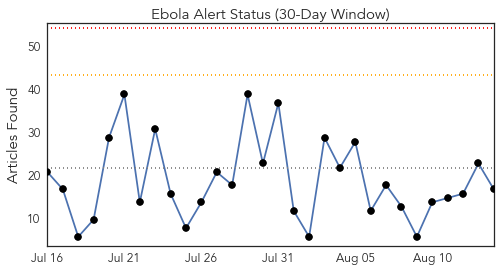 Ebola Alert Status (30-Day Window)
Articles Found
50
40
30
20
10
Jul 16 Jul 21 Jul 26 Jul 31 Aug 05 Aug 10